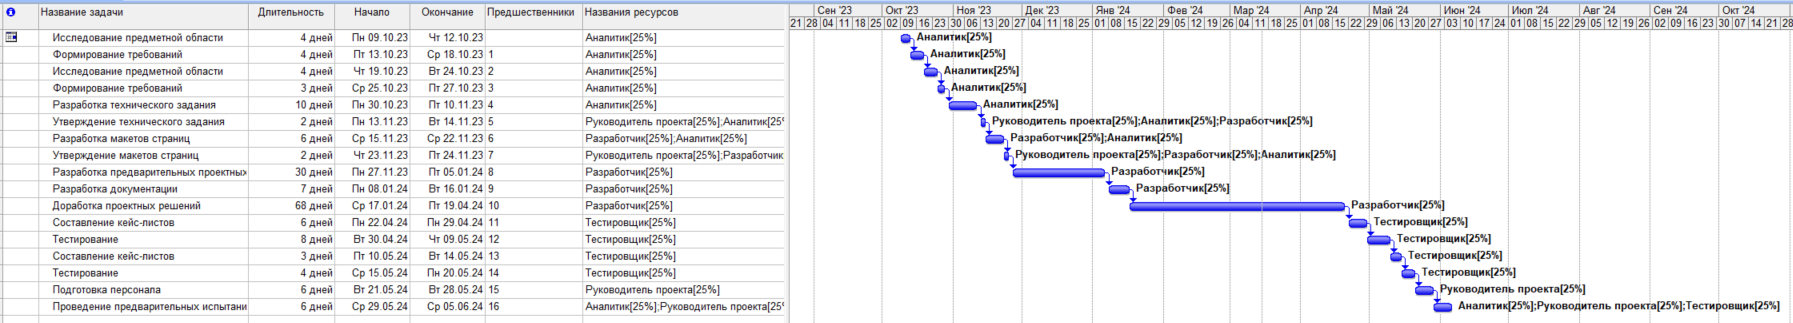 Название задачи Длительность Начало Окончание Предшественники Названия ресурсов
Сен '23 Окт '23 Ноя '23 Дек '23 Янв '24 Фев '24 Мар '24 Апр '24 Май '24 Июн '24 Июл '24 Авг '24 Сен '24 Окт '24
21 28 04 11 18 25 02 09 16 23 30 06 13 20 27 04 11 18 25 01 08 15 22 29 05 12 19 26 04 11 18 25 01 08 15 22 29 06 13 20 27 03 10 17 24 01 08 15 22 29 05 12 19 26 02 09 16 23 30 07 14 21 28
Исследование предметной области 4 дней Пн 09.10.23 Чт 12.10.23 Аналитик[25%] Аналитик[25%]
Формирование требований 4 дней Пт 13.10.23 Ср 18.10.23 1 Аналитик[25%] Аналитик[25%]
Исследование предметной области 4 дней Чт 19.10.23 Вт 24.10.23 2 Аналитик[25%] Аналитик[25%]
Формирование требований 3 дней Ср 25.10.23 Пт 27.10.23 3 Аналитик[25%] Аналитик[25%]
Разработка технического задания 10 дней Пн 30.10.23 Пт 10.11.23 4 Аналитик[25%] Аналитик[25%]
Утверждение технического задания 2 дней Пн 13.11.23 Вт 14.11.23 5 Руководитель проекта[25%];Аналитик[25% Руководитель проекта[25%];Аналитик[25%];Разработчик[25%]
Разработка макетов страниц 6 дней Ср 15.11.23 Ср 22.11.23 6 Разработчик[25%];Аналитик[25%] Разработчик[25%];Аналитик[25%]
Утверждение макетов страниц 2 дней Чт 23.11.23 Пт 24.11.23 7 Руководитель проекта[25%];Разработчик Руководитель проекта[25%];Разработчик[25%];Аналитик[25%]
Разработка предварительных проектных 30 дней Пн 27.11.23 Пт 05.01.24 8 Разработчик[25%] Разработчик[25%]
Разработка документации 7 дней Пн 08.01.24 Вт 16.01.24 9 Разработчик[25%] Разработчик[25%]
Доработка проектных решений 68 дней Ср 17.01.24 Пт 19.04.24 10 Разработчик[25%] Разработчик[25%]
Составление кейс-листов 6 дней Пн 22.04.24 Пн 29.04.24 11 Тестировщик[25%] Тестировщик[25%]
Тестирование 8 дней Вт 30.04.24 Чт 09.05.24 12 Тестировщик[25%] Тестировщик[25%]
Составление кейс-листов 3 дней Пт 10.05.24 Вт 14.05.24 13 Тестировщик[25%] Тестировщик[25%]
Тестирование 4 дней Ср 15.05.24 Пн 20.05.24 14 Тестировщик[25%] Тестировщик[25%]
Подготовка персонала 6 дней Вт 21.05.24 Вт 28.05.24 15 Руководитель проекта[25%] Руководитель проекта[25%]
Проведение предварительных испытани 6 дней Ср 29.05.24 Ср 05.06.24 16 Аналитик[25%];Руководитель проекта[25% Аналитик[25%];Руководитель проекта[25%];Тестировщик[25%]